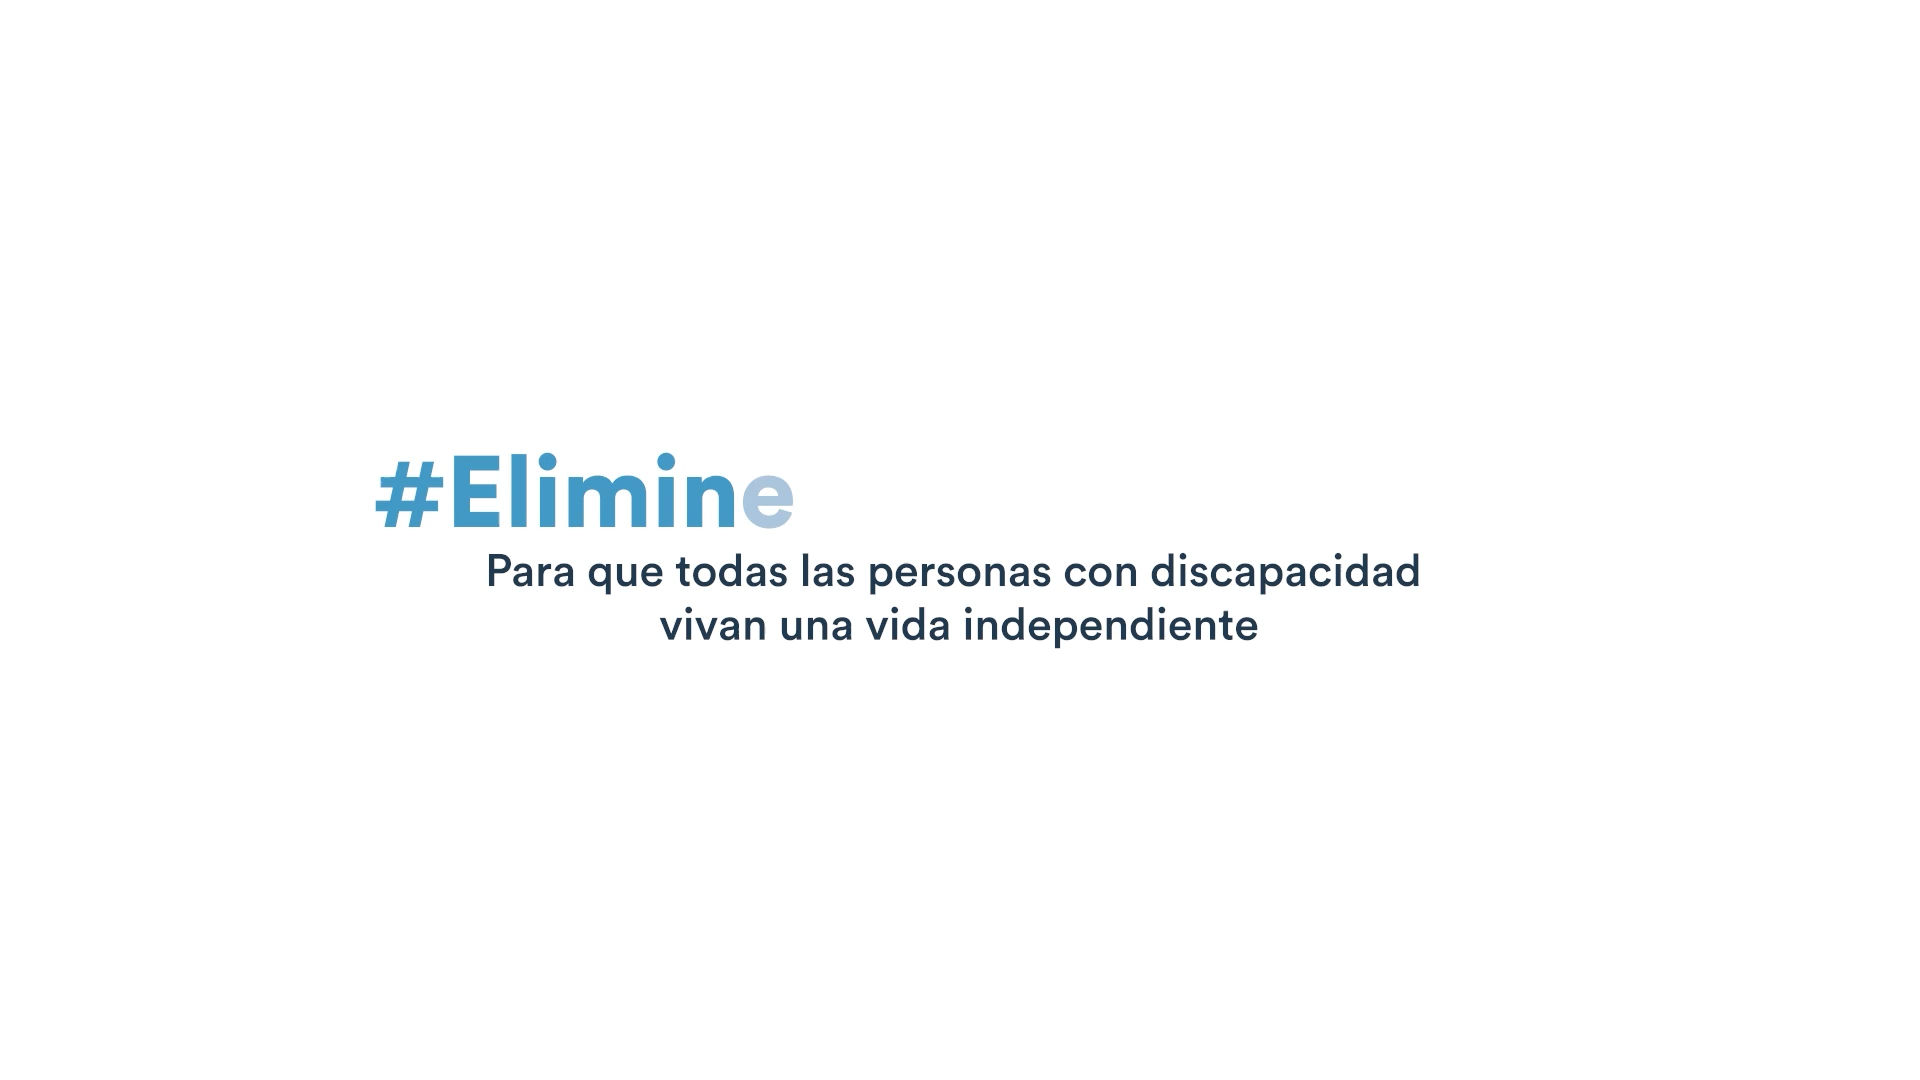 #Elimine
Para que todas las personas con discapacidad
vivan una vida independiente